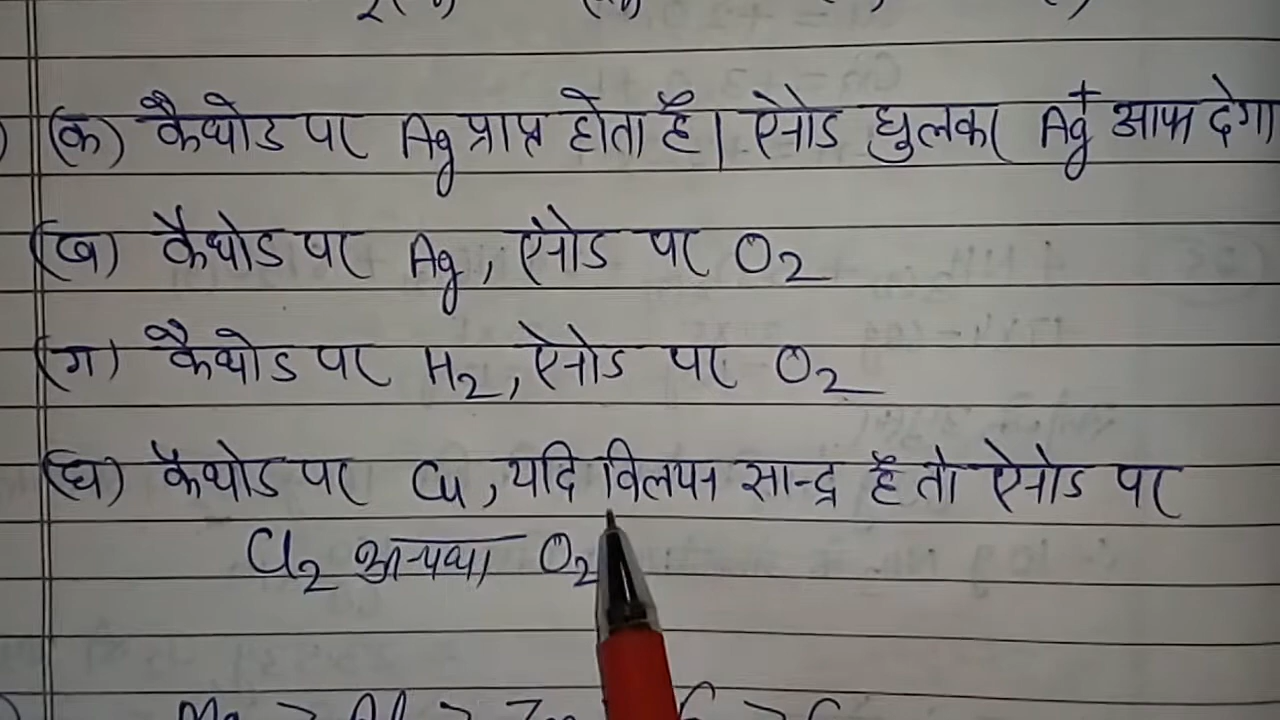 (क) कैथोड पर Ag प्राप्त होता है। ऐनोड घुलकर Ag⁺ आयन देगा
(ख) कैथोड पर Ag, ऐनोड पर O₂
(ग) कैथोड पर H₂, ऐनोड पर O₂
(घ) कैथोड पर Cu, यदि विलयन सान्द्र है तो ऐनोड पर
Cl₂ अन्यथा O₂